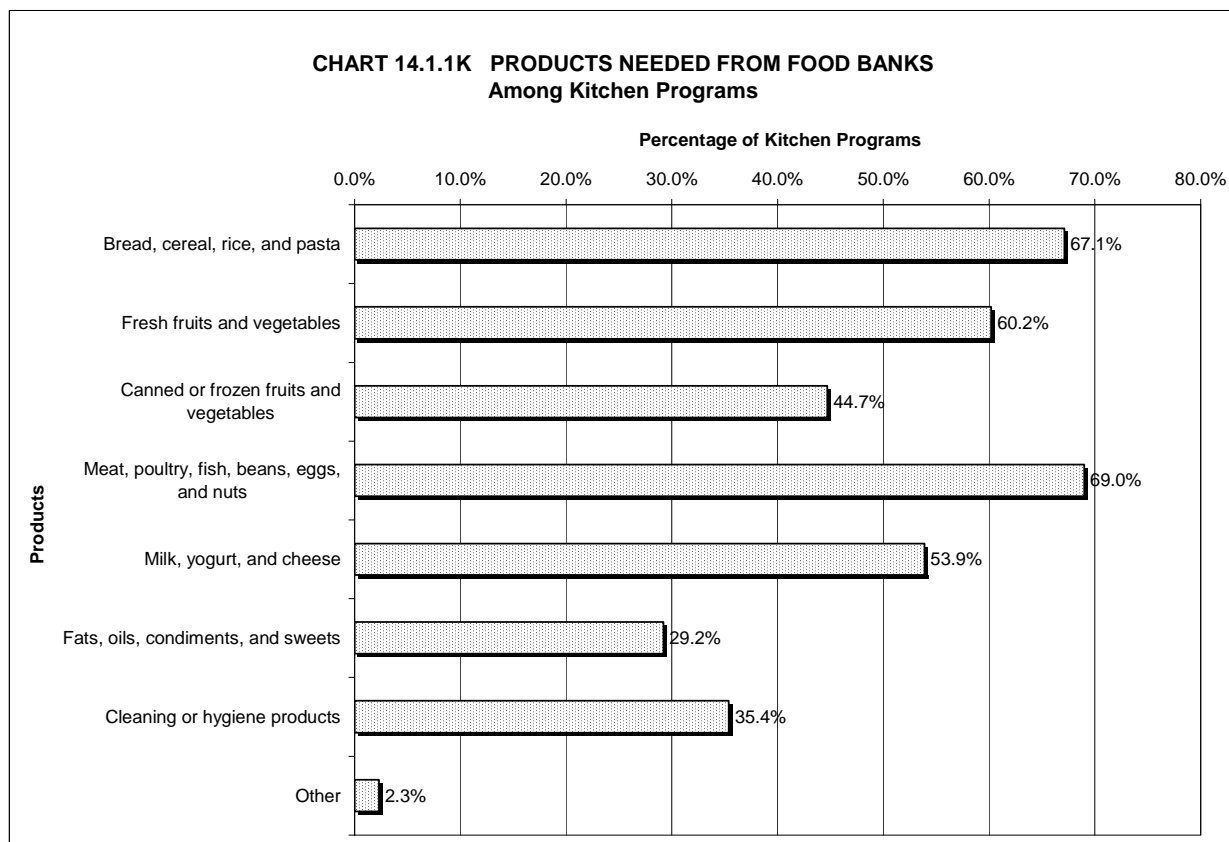 CHART 14.1.1K   PRODUCTS NEEDED FROM FOOD BANKS
Among Kitchen Programs
Percentage of Kitchen Programs
0.0% 10.0% 20.0% 30.0% 40.0% 50.0% 60.0% 70.0% 80.0%
Products
Bread, cereal, rice, and pasta
67.1%
Fresh fruits and vegetables
60.2%
Canned or frozen fruits and
vegetables
44.7%
Meat, poultry, fish, beans, eggs,
and nuts
69.0%
Milk, yogurt, and cheese
53.9%
Fats, oils, condiments, and sweets
29.2%
Cleaning or hygiene products
35.4%
Other
2.3%